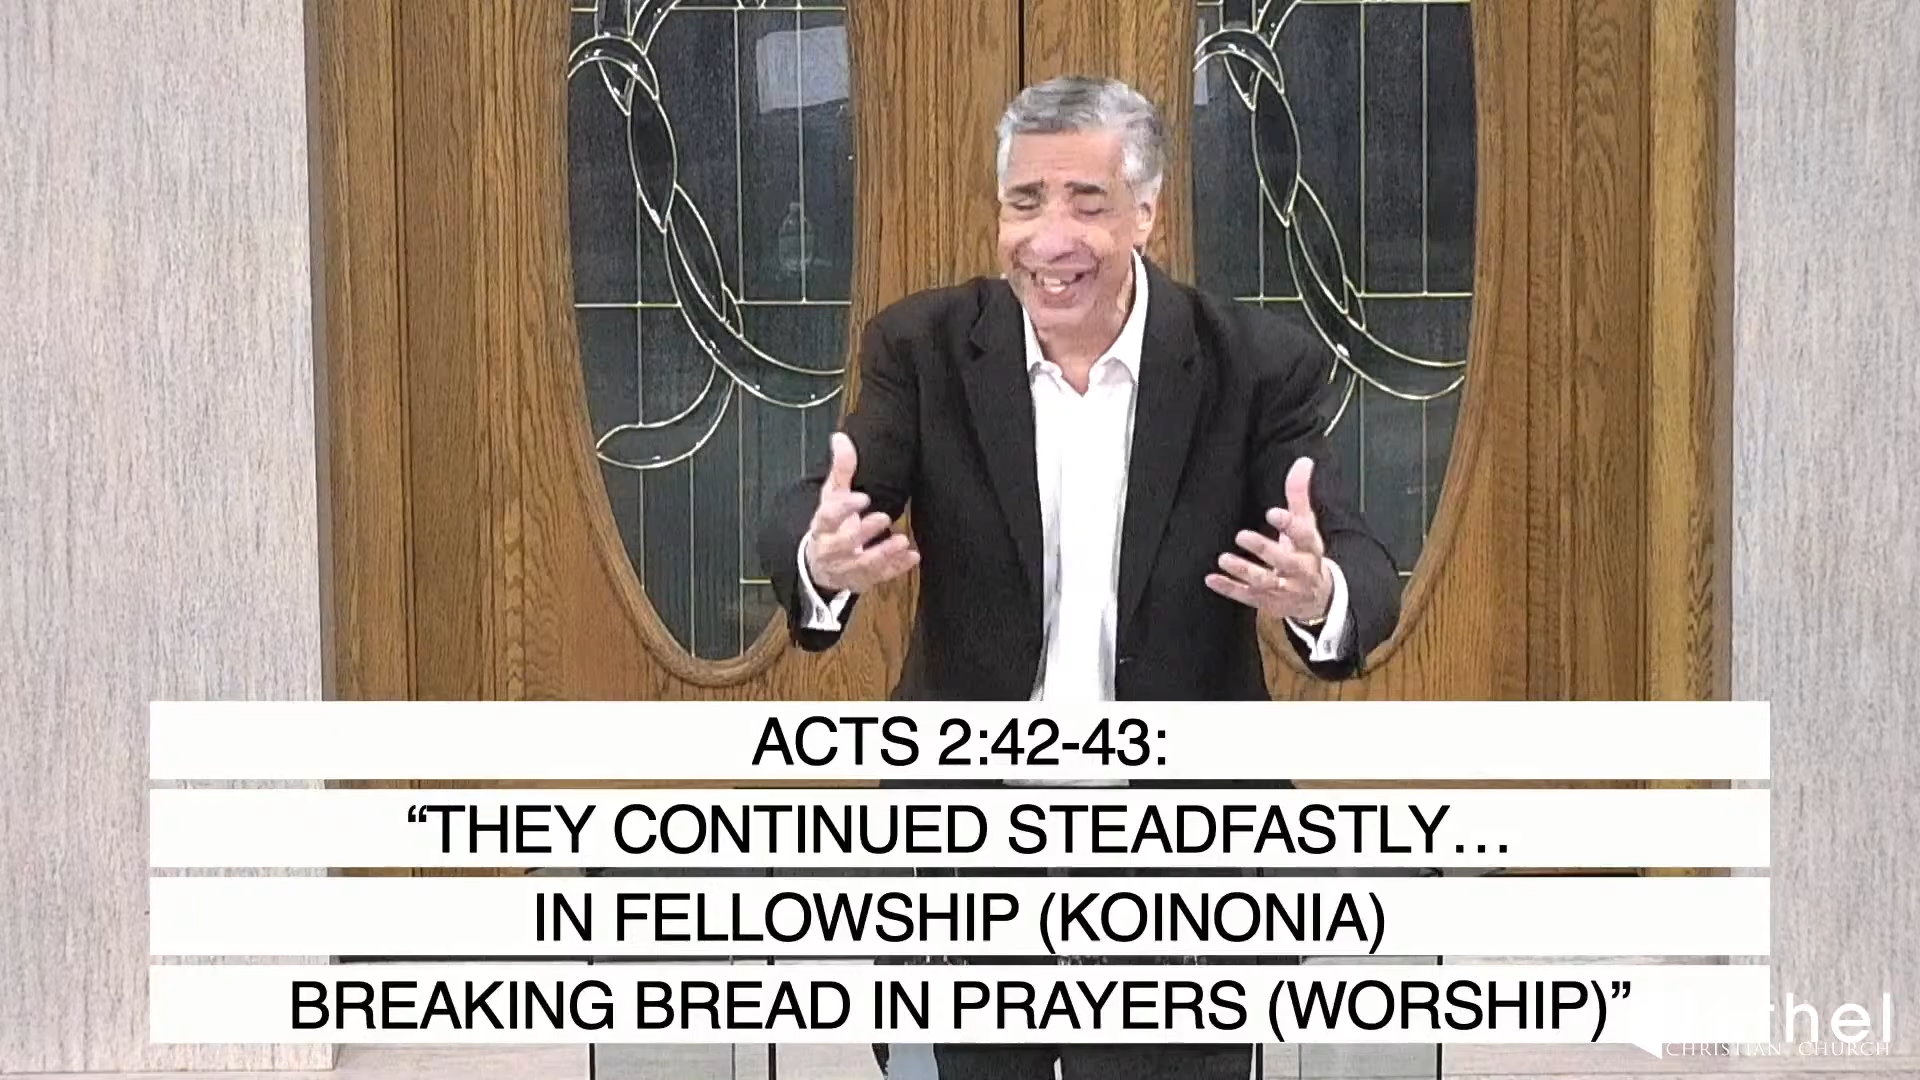 ACTS 2:42-43:
“THEY CONTINUED STEADFASTLY…
IN FELLOWSHIP (KOINONIA)
BREAKING BREAD IN PRAYERS (WORSHIP)”
CHRISTIAN CHURCH